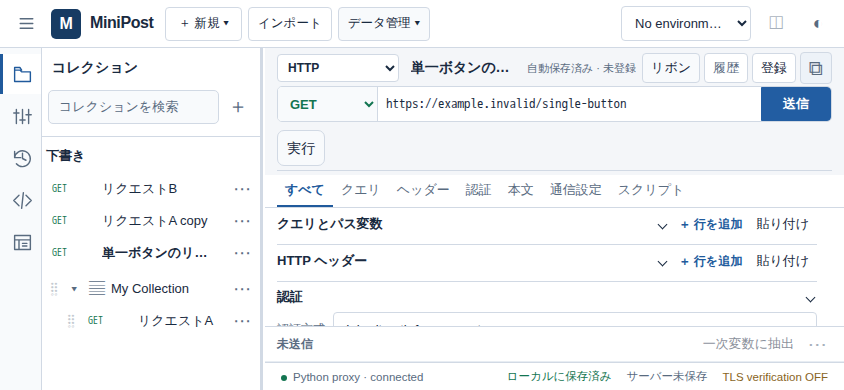 M MiniPost + 新規 ▾ インポート データ管理 ▾ No environm…
コレクション
コレクションを検索 +
下書き
GET リクエストB ···
GET リクエストA copy ···
GET 単一ボタンのリ… ···
▾ My Collection ···
GET リクエストA ···
HTTP 単一ボタンの… 自動保存済み · 未登録 リボン 履歴 登録
GET https://example.invalid/single-button 送信
実行
すべて クエリ ヘッダー 認証 本文 通信設定 スクリプト
クエリとパス変数 + 行を追加 貼り付け
HTTP ヘッダー + 行を追加 貼り付け
認証
未送信 一次変数に抽出 ···
Python proxy · connected ローカルに保存済み サーバー未保存 TLS verification OFF